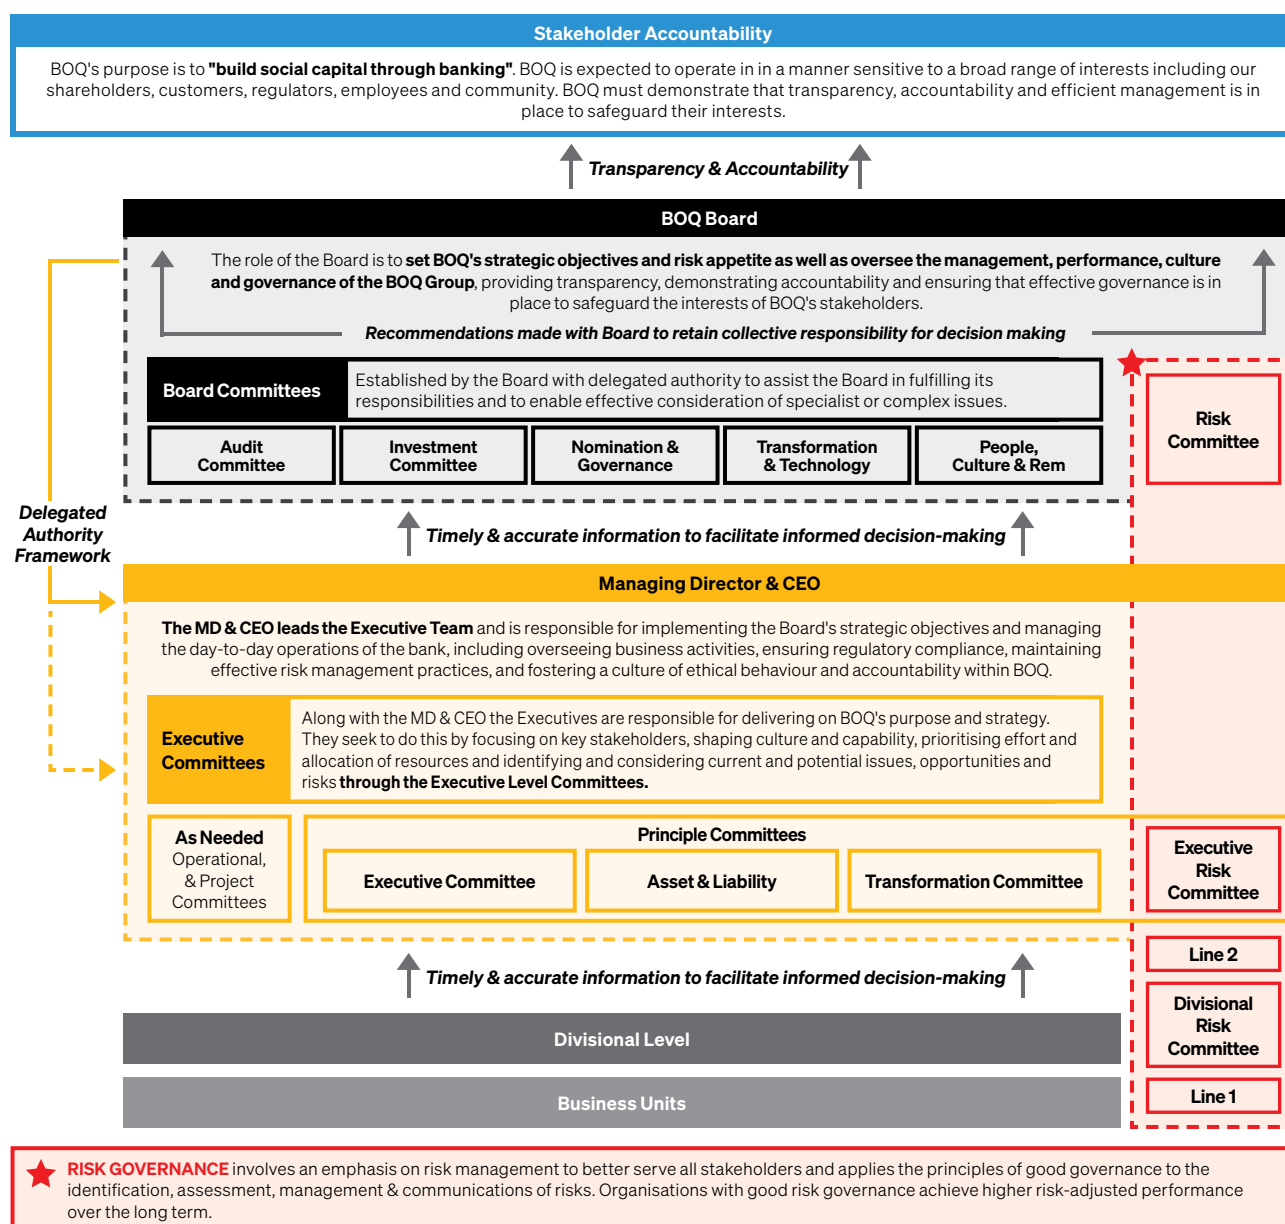 Stakeholder Accountability
BOQ's purpose is to "build social capital through banking". BOQ is expected to operate in in a manner sensitive to a broad range of interests including our
shareholders, customers, regulators, employees and community. BOQ must demonstrate that transparency, accountability and efficient management is in
place to safeguard their interests.
Transparency & Accountability
BOQ Board
The role of the Board is to set BOQ's strategic objectives and risk appetite as well as oversee the management, performance, culture
and governance of the BOQ Group, providing transparency, demonstrating accountability and ensuring that effective governance is in
place to safeguard the interests of BOQ's stakeholders.
Recommendations made with Board to retain collective responsibility for decision making
Board Committees
Established by the Board with delegated authority to assist the Board in fulfilling its
responsibilities and to enable effective consideration of specialist or complex issues.
Audit
Committee
Investment
Committee
Nomination &
Governance
Transformation
& Technology
People,
Culture & Rem
Risk
Committee
Delegated
Authority
Framework
Timely & accurate information to facilitate informed decision-making
Managing Director & CEO
The MD & CEO leads the Executive Team and is responsible for implementing the Board's strategic objectives and managing
the day-to-day operations of the bank, including overseeing business activities, ensuring regulatory compliance, maintaining
effective risk management practices, and fostering a culture of ethical behaviour and accountability within BOQ.
Executive
Committees
Along with the MD & CEO the Executives are responsible for delivering on BOQ's purpose and strategy.
They seek to do this by focusing on key stakeholders, shaping culture and capability, prioritising effort and
allocation of resources and identifying and considering current and potential issues, opportunities and
risks through the Executive Level Committees.
As Needed
Operational,
& Project
Committees
Principle Committees
Executive Committee
Asset & Liability
Transformation Committee
Executive
Risk
Committee
Line 2
Timely & accurate information to facilitate informed decision-making
Divisional Level
Divisional
Risk
Committee
Business Units
Line 1
RISK GOVERNANCE involves an emphasis on risk management to better serve all stakeholders and applies the principles of good governance to the
identification, assessment, management & communications of risks. Organisations with good risk governance achieve higher risk-adjusted performance
over the long term.